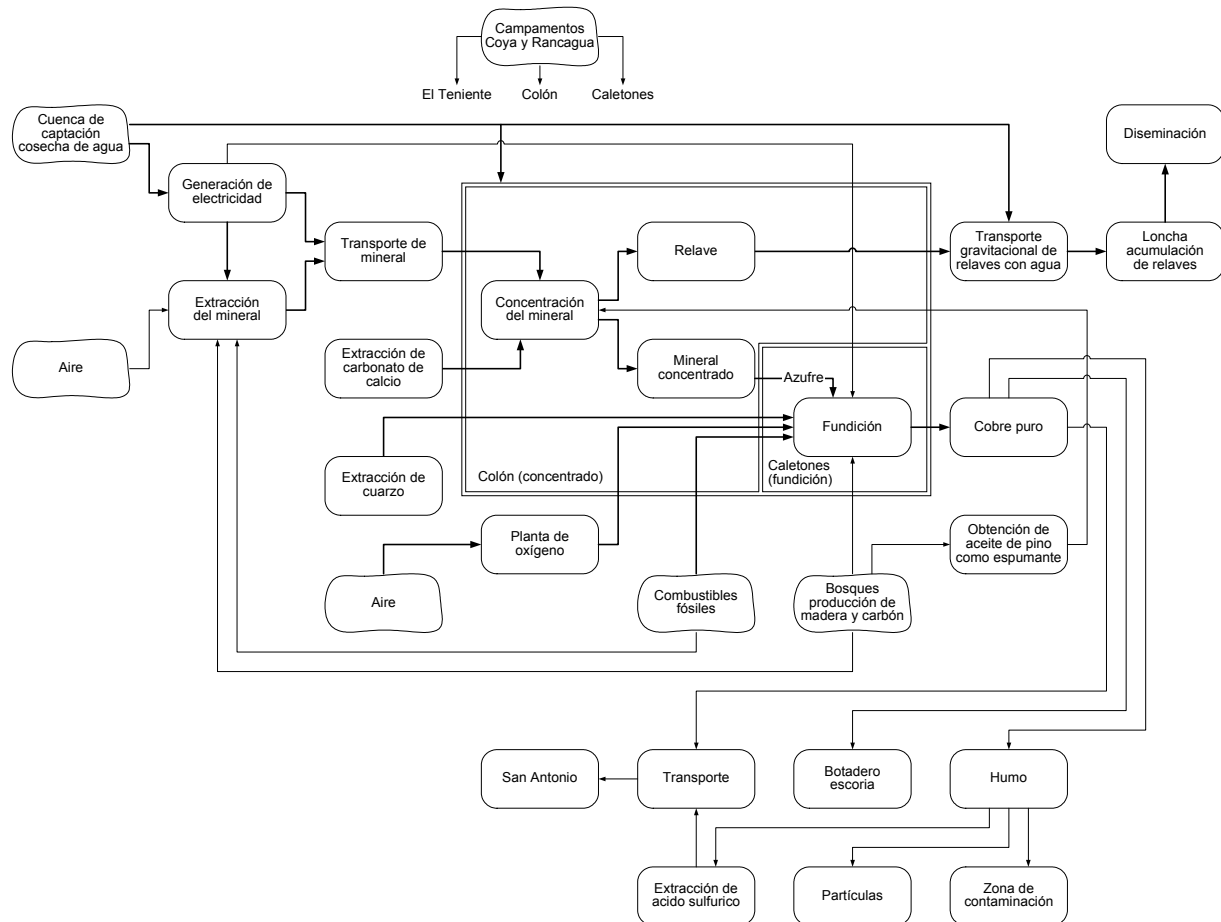 Campamentos
Coya y Rancagua
El Teniente
Colón
Caletones
Cuenca de
captación
cosecha de agua
Diseminación
Generación de
electricidad
Transporte de
mineral
Relave
Transporte
gravitacional de
relaves con agua
Loncha
acumulación
de relaves
Extracción
del mineral
Concentración
del mineral
Aire
Extracción de
carbonato de
calcio
Mineral
concentrado
Azufre
Fundición
Cobre puro
Extracción de
cuarzo
Colón (concentrado)
Caletones
(fundición)
Planta de
oxígeno
Obtención de
aceite de pino
como espumante
Aire
Combustibles
fósiles
Bosques
producción de
madera y carbón
San Antonio
Transporte
Botadero
escoria
Humo
Extracción de
acido sulfurico
Partículas
Zona de
contaminación